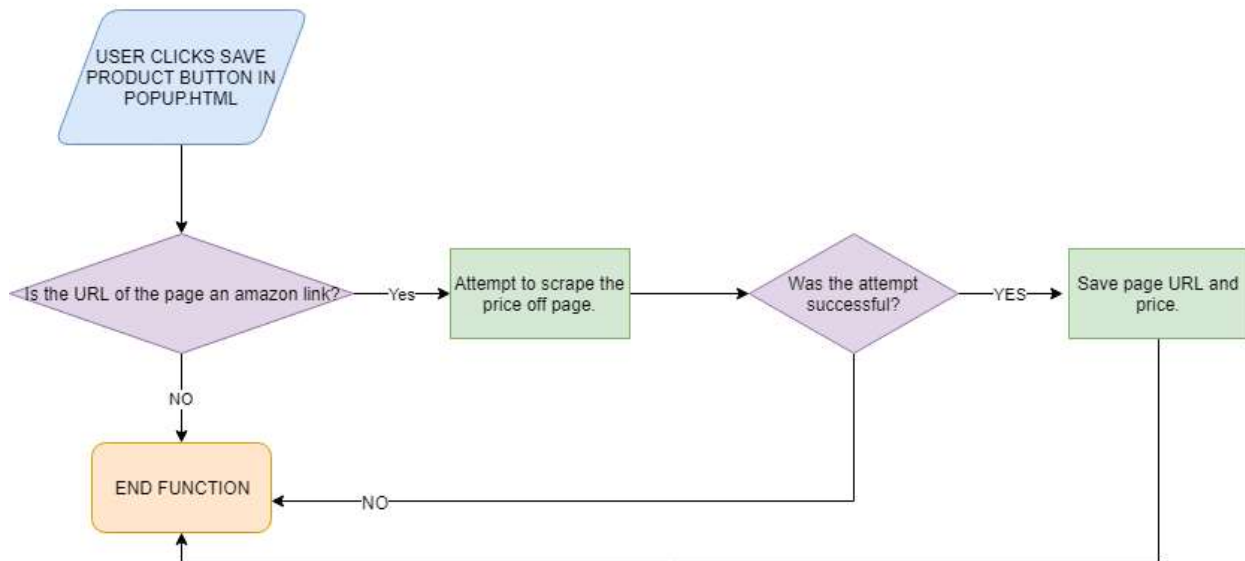 USER CLICKS SAVE
PRODUCT BUTTON IN
POPUP.HTML
Is the URL of the page an amazon link?
Yes
Attempt to scrape the
price off page.
Was the attempt
successful?
YES
Save page URL and
price.
NO
END FUNCTION
NO